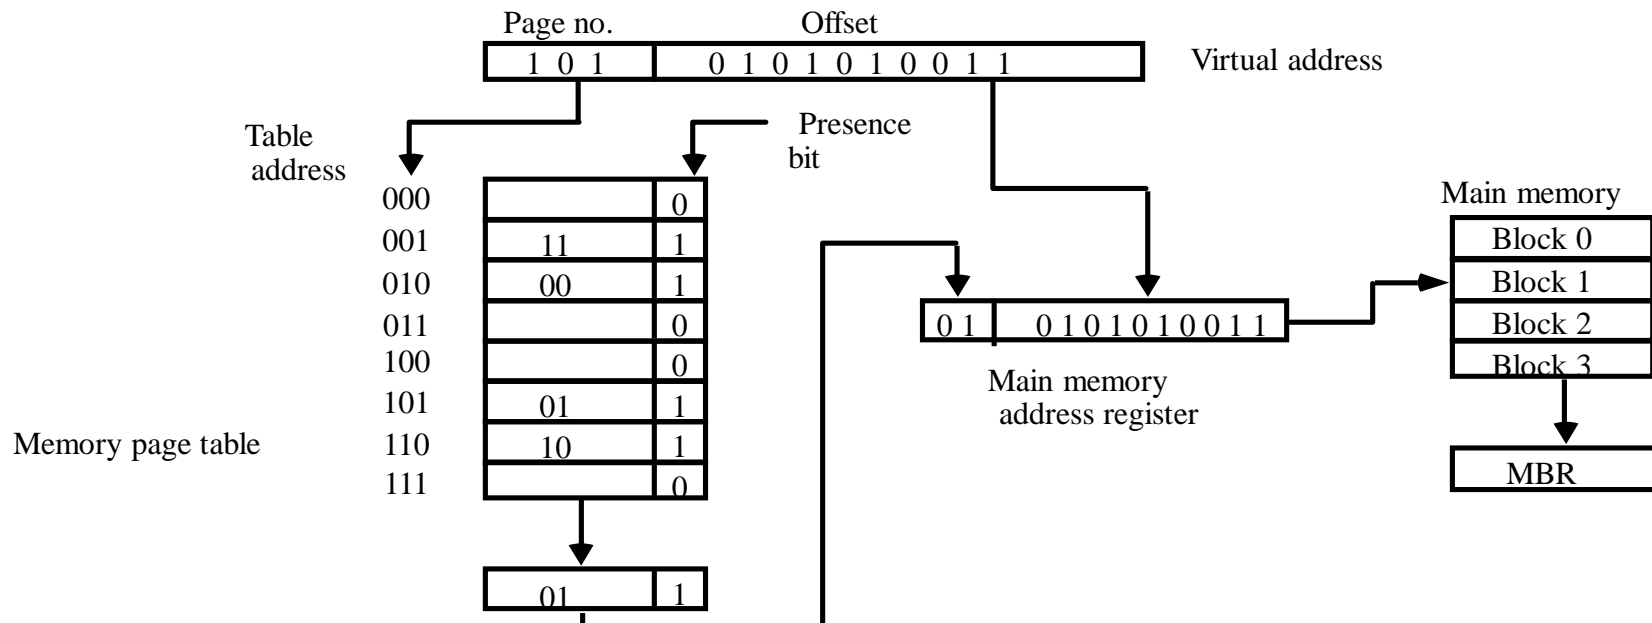 Page no. Offset
1 0 1 0 1 0 1 0 1 0 0 1 1 Virtual address
Table
address
Presence
bit
000 0
001 11 1
010 00 1
011 0
100 0
101 01 1
110 10 1
111 0
Memory page table
01 1
0 1 0 1 0 1 0 1 0 0 1 1
Main memory
address register
Main memory
Block 0
Block 1
Block 2
Block 3
MBR